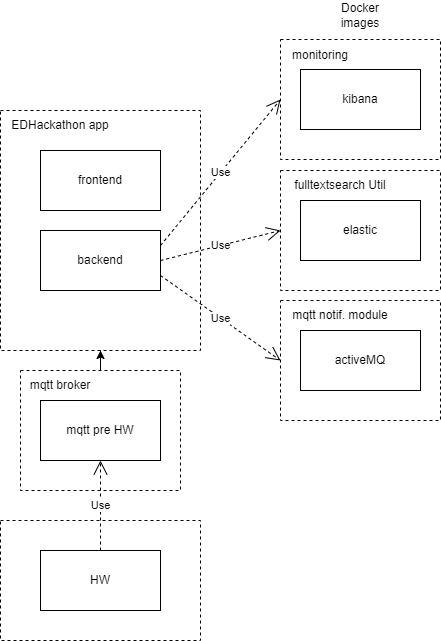 Docker
images
monitoring
kibana
EDHackathon app
frontend
Use
fulltextsearch Util
elastic
backend
Use
Use
mqtt notif. module
activeMQ
mqtt broker
mqtt pre HW
Use
HW